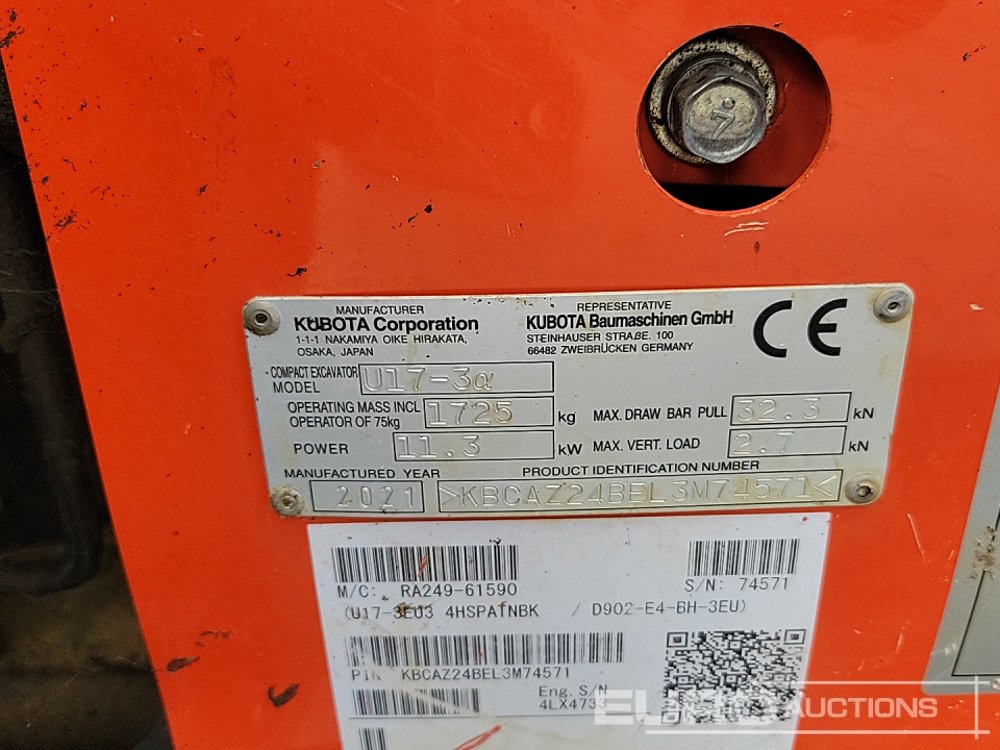 7
MANUFACTURER
KUBOTA Corporation
1-1-1 NAKAMIYA OIKE HIRAKATA,
OSAKA, JAPAN
REPRESENTATIVE
KUBOTA Baumaschinen GmbH
STEINHAUSER STRAßE. 100
66482 ZWEIBRÜCKEN GERMANY
CE
COMPACT EXCAVATOR
MODEL U17-3α
OPERATING MASS INCL
OPERATOR OF 75kg 1725 kg
MAX. DRAW BAR PULL 32.3 kN
POWER 11.3 kW
MAX. VERT. LOAD 2.7 kN
MANUFACTURED YEAR
2021
PRODUCT IDENTIFICATION NUMBER
>KBCAZ24BEL3M74571<
M/C: RA249-61590
S/N: 74571
(U17-3EU3 4HSPAINBK / D902-E4-BH-3EU)
PIN KBCAZ24BEL3M74571
Eng. S/N
4LX4733
AUCTIONS